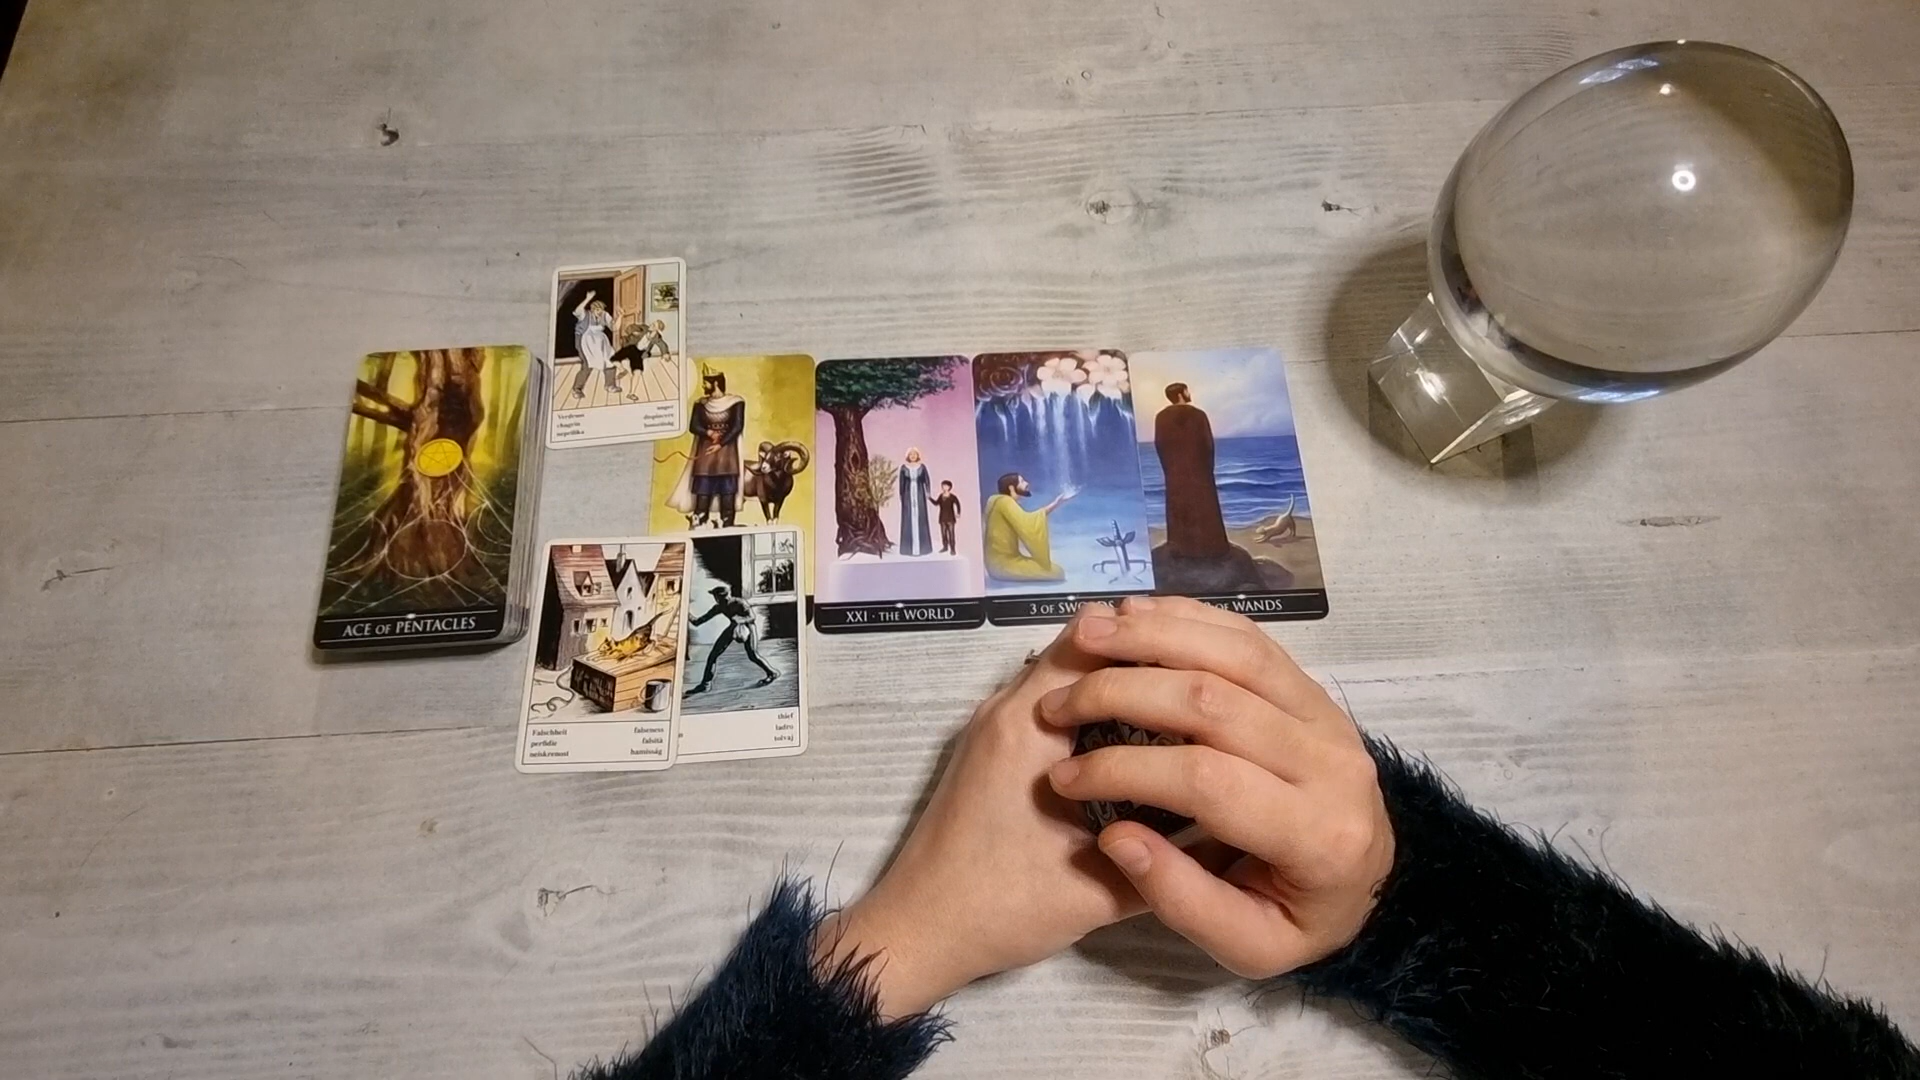 Verdruss
chagrin
neprilika
anger
dispiacere
bosszúság
ACE OF PENTACLES
XXI · THE WORLD
3 OF SWORDS
OF WANDS
Falschheit
perfidie
neiskrenost
falseness
falsità
hamisság
thief
ladro
tolvaj